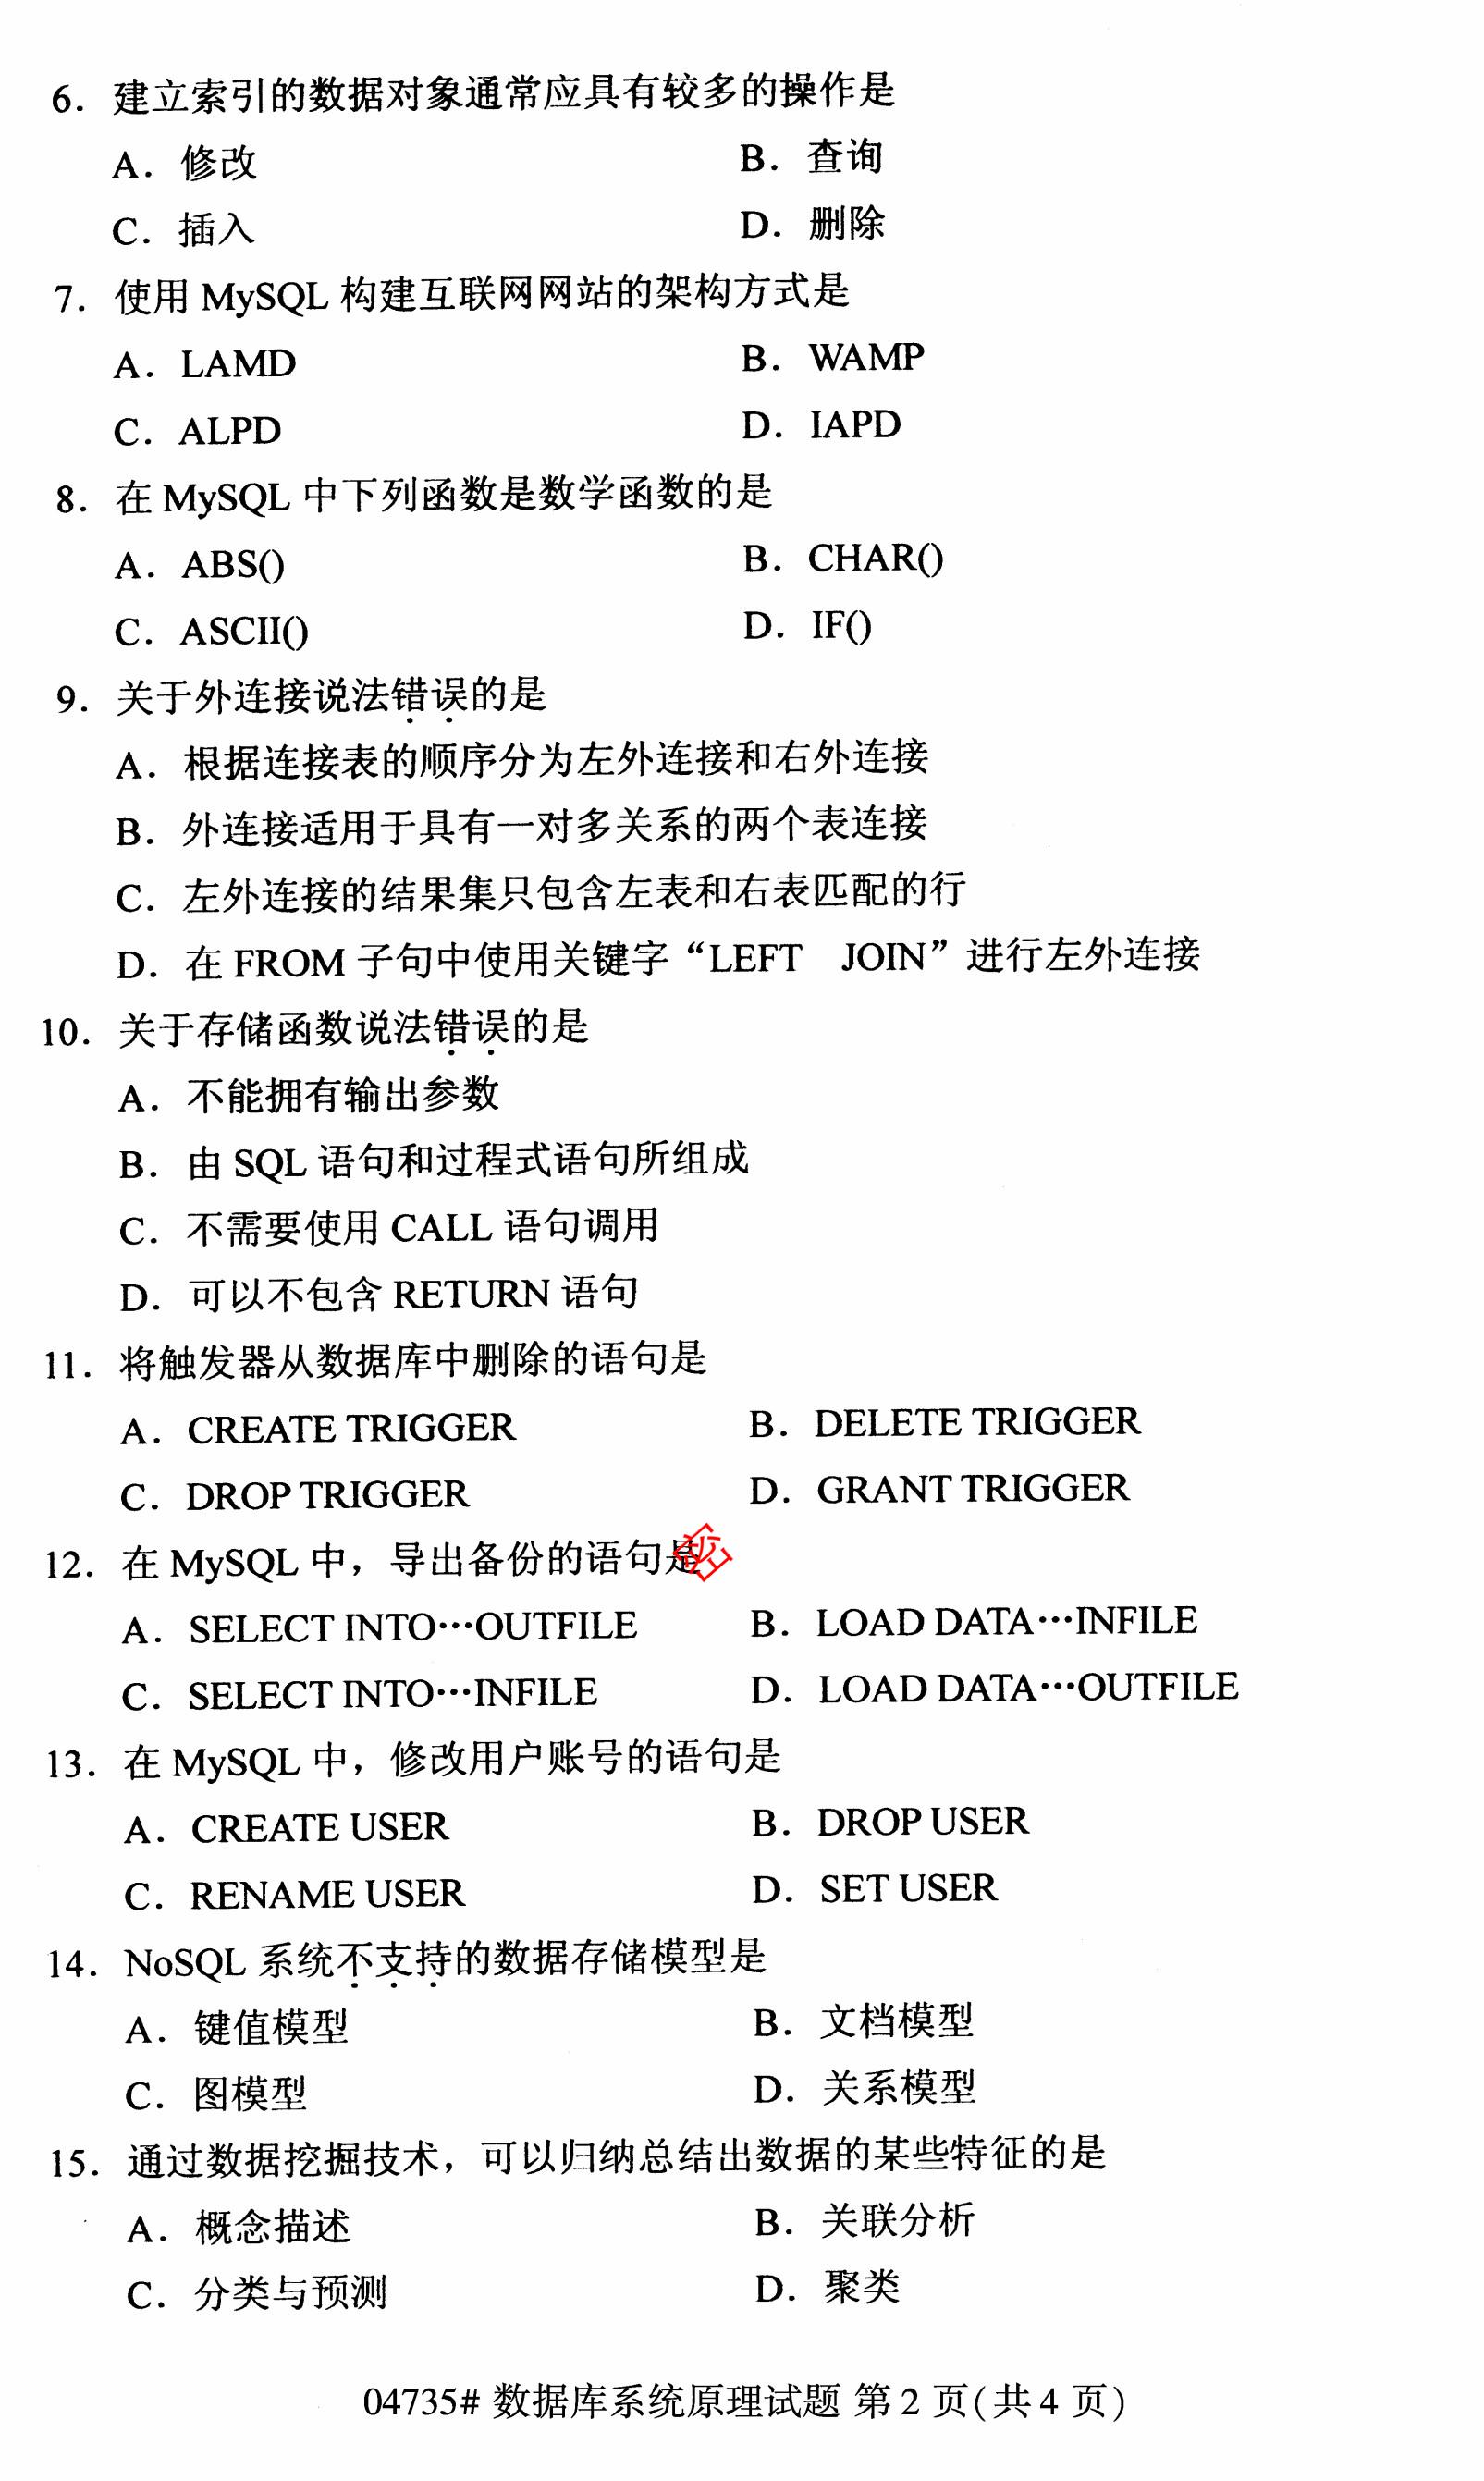 6. 建立索引的数据对象通常应具有较多的操作是
A. 修改 B. 查询
C. 插入 D. 删除
7. 使用 MySQL 构建互联网网站的架构方式是
A. LAMD B. WAMP
C. ALPD D. IAPD
8. 在 MySQL 中下列函数是数学函数的是
A. ABS() B. CHAR()
C. ASCII() D. IF()
9. 关于外连接说法错误的是
A. 根据连接表的顺序分为左外连接和右外连接
B. 外连接适用于具有一对多关系的两个表连接
C. 左外连接的结果集只包含左表和右表匹配的行
D. 在 FROM 子句中使用关键字“LEFT JOIN”进行左外连接
10. 关于存储函数说法错误的是
A. 不能拥有输出参数
B. 由 SQL 语句和过程式语句所组成
C. 不需要使用 CALL 语句调用
D. 可以不包含 RETURN 语句
11. 将触发器从数据库中删除的语句是
A. CREATE TRIGGER B. DELETE TRIGGER
C. DROP TRIGGER D. GRANT TRIGGER
12. 在 MySQL 中，导出备份的语句是
密
A. SELECT INTO…OUTFILE B. LOAD DATA…INFILE
C. SELECT INTO…INFILE D. LOAD DATA…OUTFILE
13. 在 MySQL 中，修改用户账号的语句是
A. CREATE USER B. DROP USER
C. RENAME USER D. SET USER
14. NoSQL 系统不支持的数据存储模型是
A. 键值模型 B. 文档模型
C. 图模型 D. 关系模型
15. 通过数据挖掘技术，可以归纳总结出数据的某些特征的是
A. 概念描述 B. 关联分析
C. 分类与预测 D. 聚类
04735# 数据库系统原理试题 第 2 页(共 4 页)